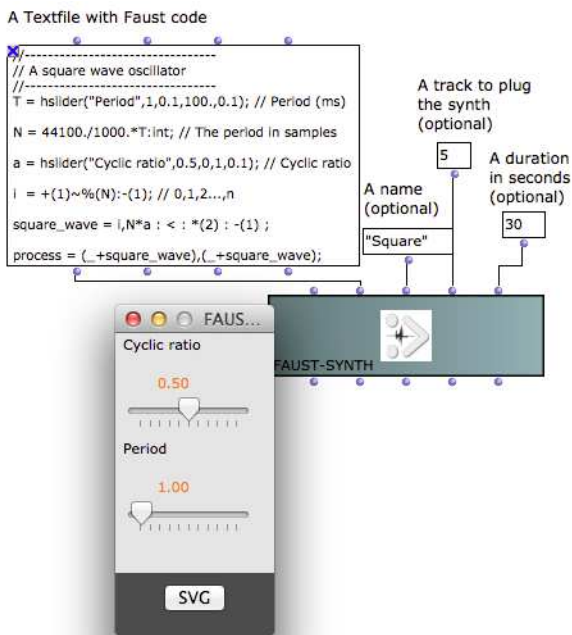 A Textfile with Faust code
//---------------------------------
// A square wave oscillator
//---------------------------------
T = hslider("Period",1,0.1,100.,0.1); // Period (ms)
N = 44100./1000.*T:int; // The period in samples
a = hslider("Cyclic ratio",0.5,0,1,0.1); // Cyclic ratio
i = +(1)~%(N):-(1); // 0,1,2...,n
square_wave = i,N*a : < : *(2) : -(1) ;
process = (_+square_wave),(_+square_wave);
A track to plug
the synth
(optional)
5
A duration
in seconds
(optional)
30
A name
(optional)
"Square"
FAUST-SYNTH
FAUS...
Cyclic ratio
0.50
Period
1.00
SVG